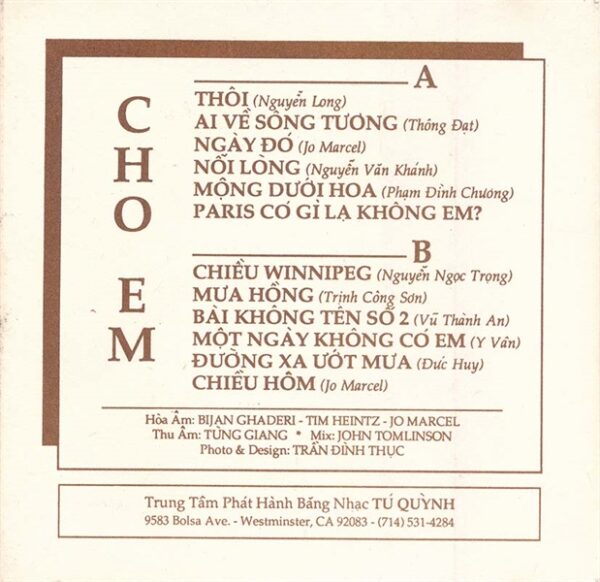 CHO EM
A
THÔI (Nguyễn Long)
AI VỀ SÔNG TƯƠNG (Thông Đạt)
NGÀY ĐÓ (Jo Marcel)
NỖI LÒNG (Nguyễn Văn Khánh)
MỘNG DƯỚI HOA (Phạm Đình Chương)
PARIS CÓ GÌ LẠ KHÔNG EM?
B
CHIỀU WINNIPEG (Nguyễn Ngọc Trọng)
MƯA HỒNG (Trịnh Công Sơn)
BÀI KHÔNG TÊN SỐ 2 (Vũ Thành An)
MỘT NGÀY KHÔNG CÓ EM (Y Vân)
ĐƯỜNG XA ƯỚT MƯA (Đức Huy)
CHIỀU HÔM (Jo Marcel)
Hòa Âm: BIJAN GHADERI - TIM HEINTZ - JO MARCEL
Thu Âm: TÙNG GIANG * Mix: JOHN TOMLINSON
Photo & Design: TRẦN ĐÌNH THỤC
Trung Tâm Phát Hành Băng Nhạc TÚ QUỲNH
9583 Bolsa Ave. - Westminster, CA 92083 - (714) 531-4284